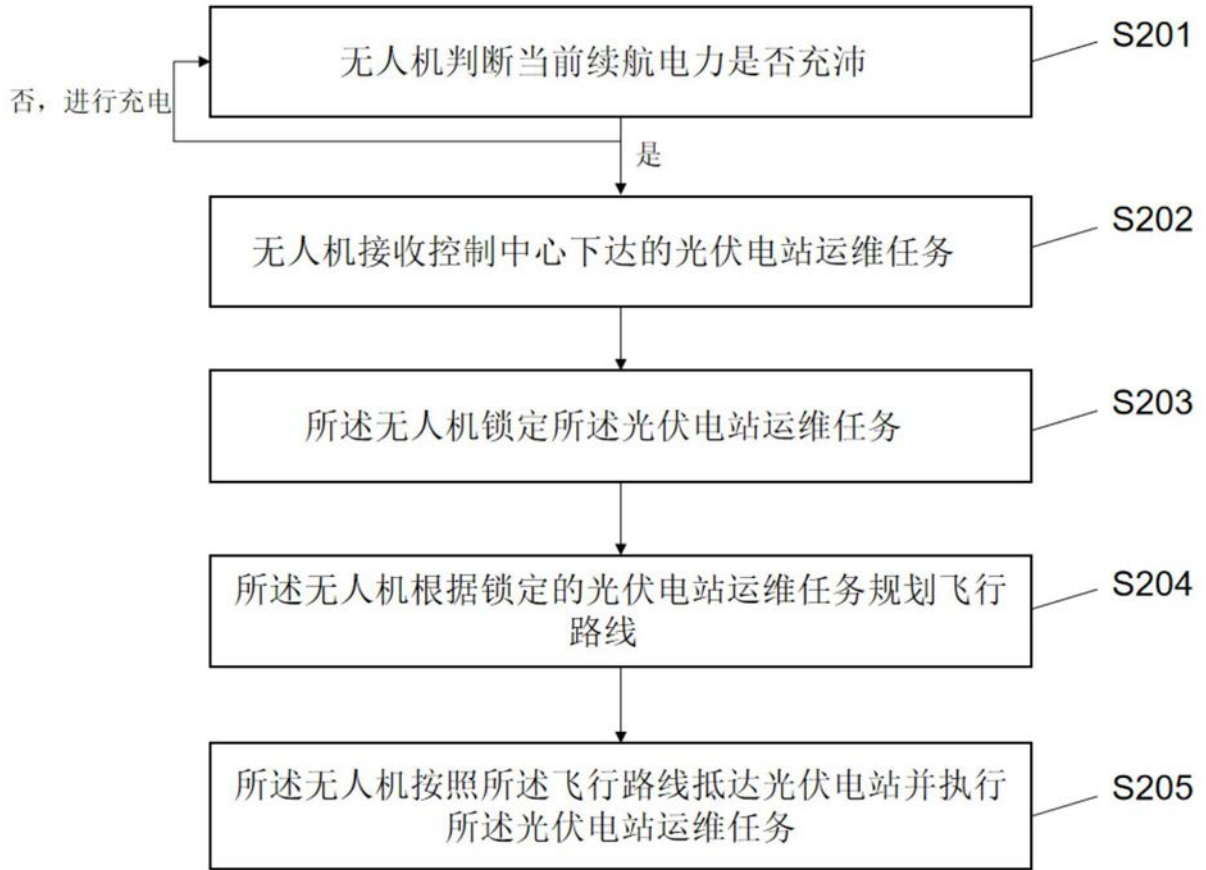 无人机判断当前续航电力是否充沛
S201
否，进行充电
是
无人机接收控制中心下达的光伏电站运维任务
S202
所述无人机锁定所述光伏电站运维任务
S203
所述无人机根据锁定的光伏电站运维任务规划飞行
路线
S204
所述无人机按照所述飞行路线抵达光伏电站并执行
所述光伏电站运维任务
S205